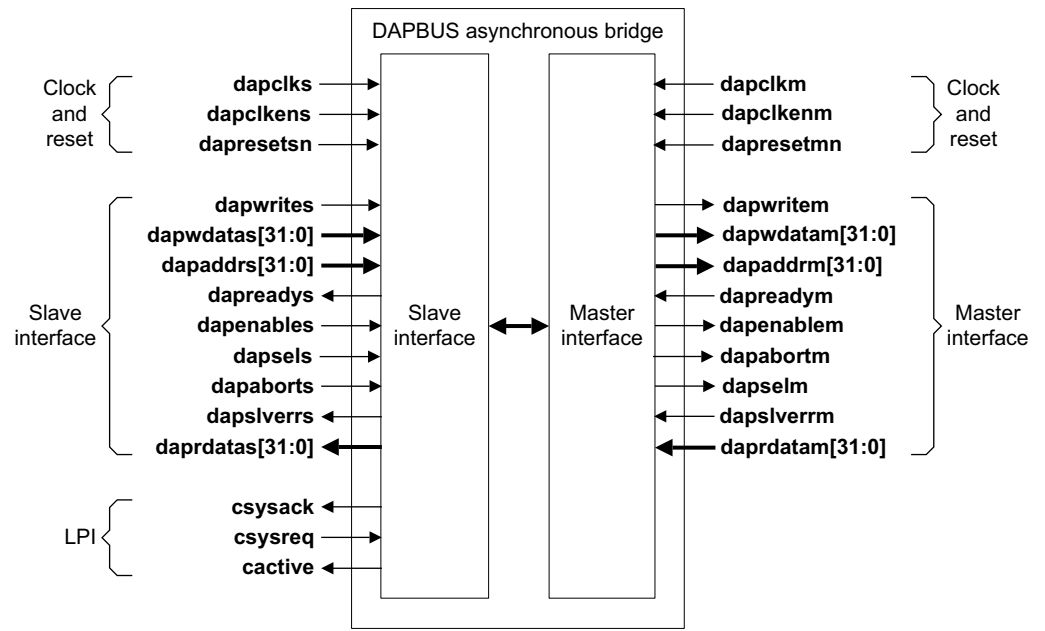 DAPBUS asynchronous bridge
Clock
and
reset
dapclks
dapclkens
dapresetsn
Slave
interface
dapwrites
dapwdatas[31:0]
dapaddrs[31:0]
dapreadys
dapenables
dapsels
dapaborts
dapslverrs
daprdatas[31:0]
LPI
csysack
csysreq
cactive
Slave
interface
Master
interface
dapclkm
dapclkenm
dapresetmn
Clock
and
reset
dapwritem
dapwdatam[31:0]
dapaddrm[31:0]
dapreadym
dapenablem
dapabortm
dapselm
dapslverrm
daprdatam[31:0]
Master
interface